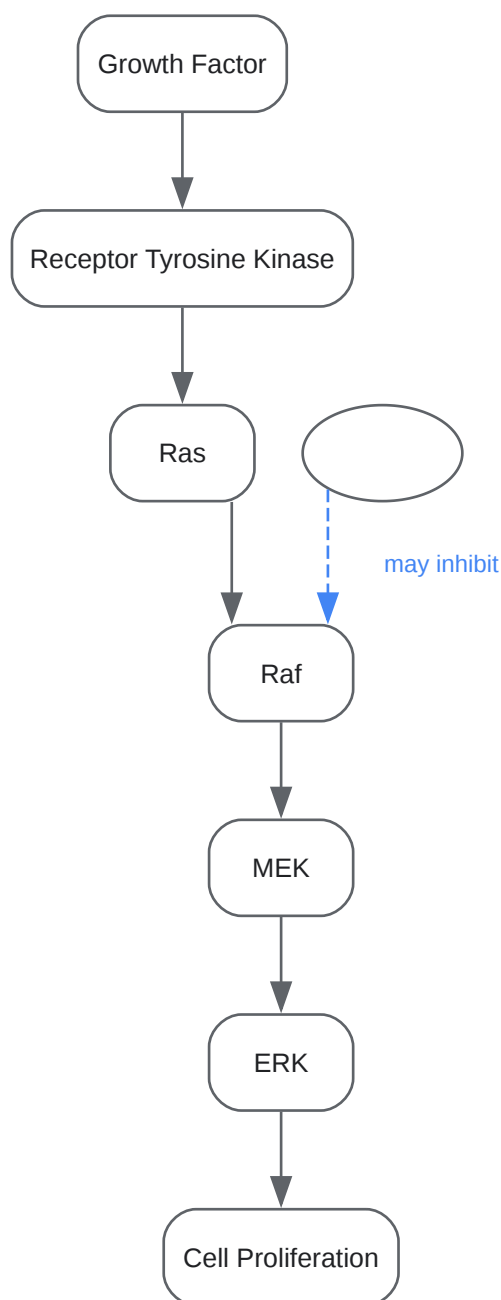 Growth Factor
Receptor Tyrosine Kinase
Ras
may inhibit
Raf
MEK
ERK
Cell Proliferation